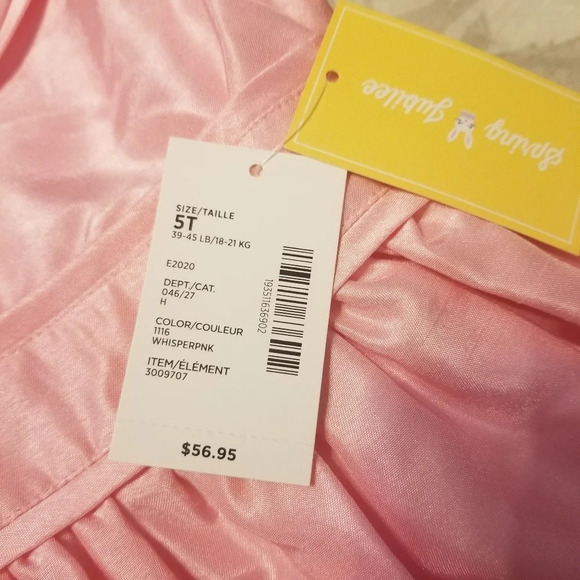 Spring Jubilee
SIZE/TAILLE
5T
39-45 LB/18-21 KG
E2020
DEPT./CAT.
046/27
H
COLOR/COULEUR
1116
WHISPERPNK
ITEM/ÉLÉMENT
3009707
193511636902
$56.95